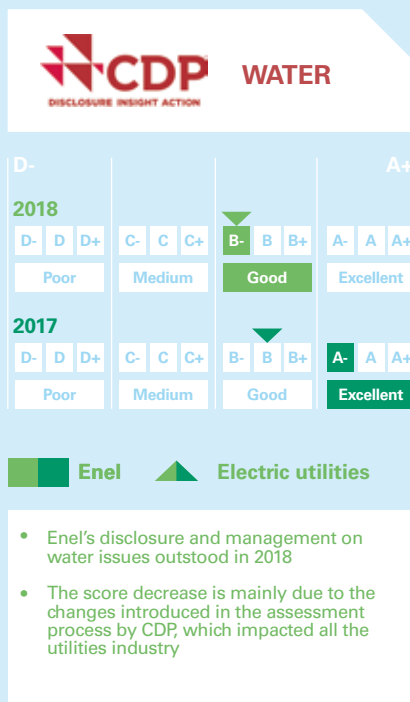 CDP
DISCLOSURE INSIGHT ACTION
WATER
D- A+
2018
D- D D+ C- C C+ B- B B+ A- A A+
Poor Medium Good Excellent
2017
D- D D+ C- C C+ B- B B+ A- A A+
Poor Medium Good Excellent
Enel Electric utilities
• Enel's disclosure and management on
water issues outstood in 2018
• The score decrease is mainly due to the
changes introduced in the assessment
process by CDP, which impacted all the
utilities industry